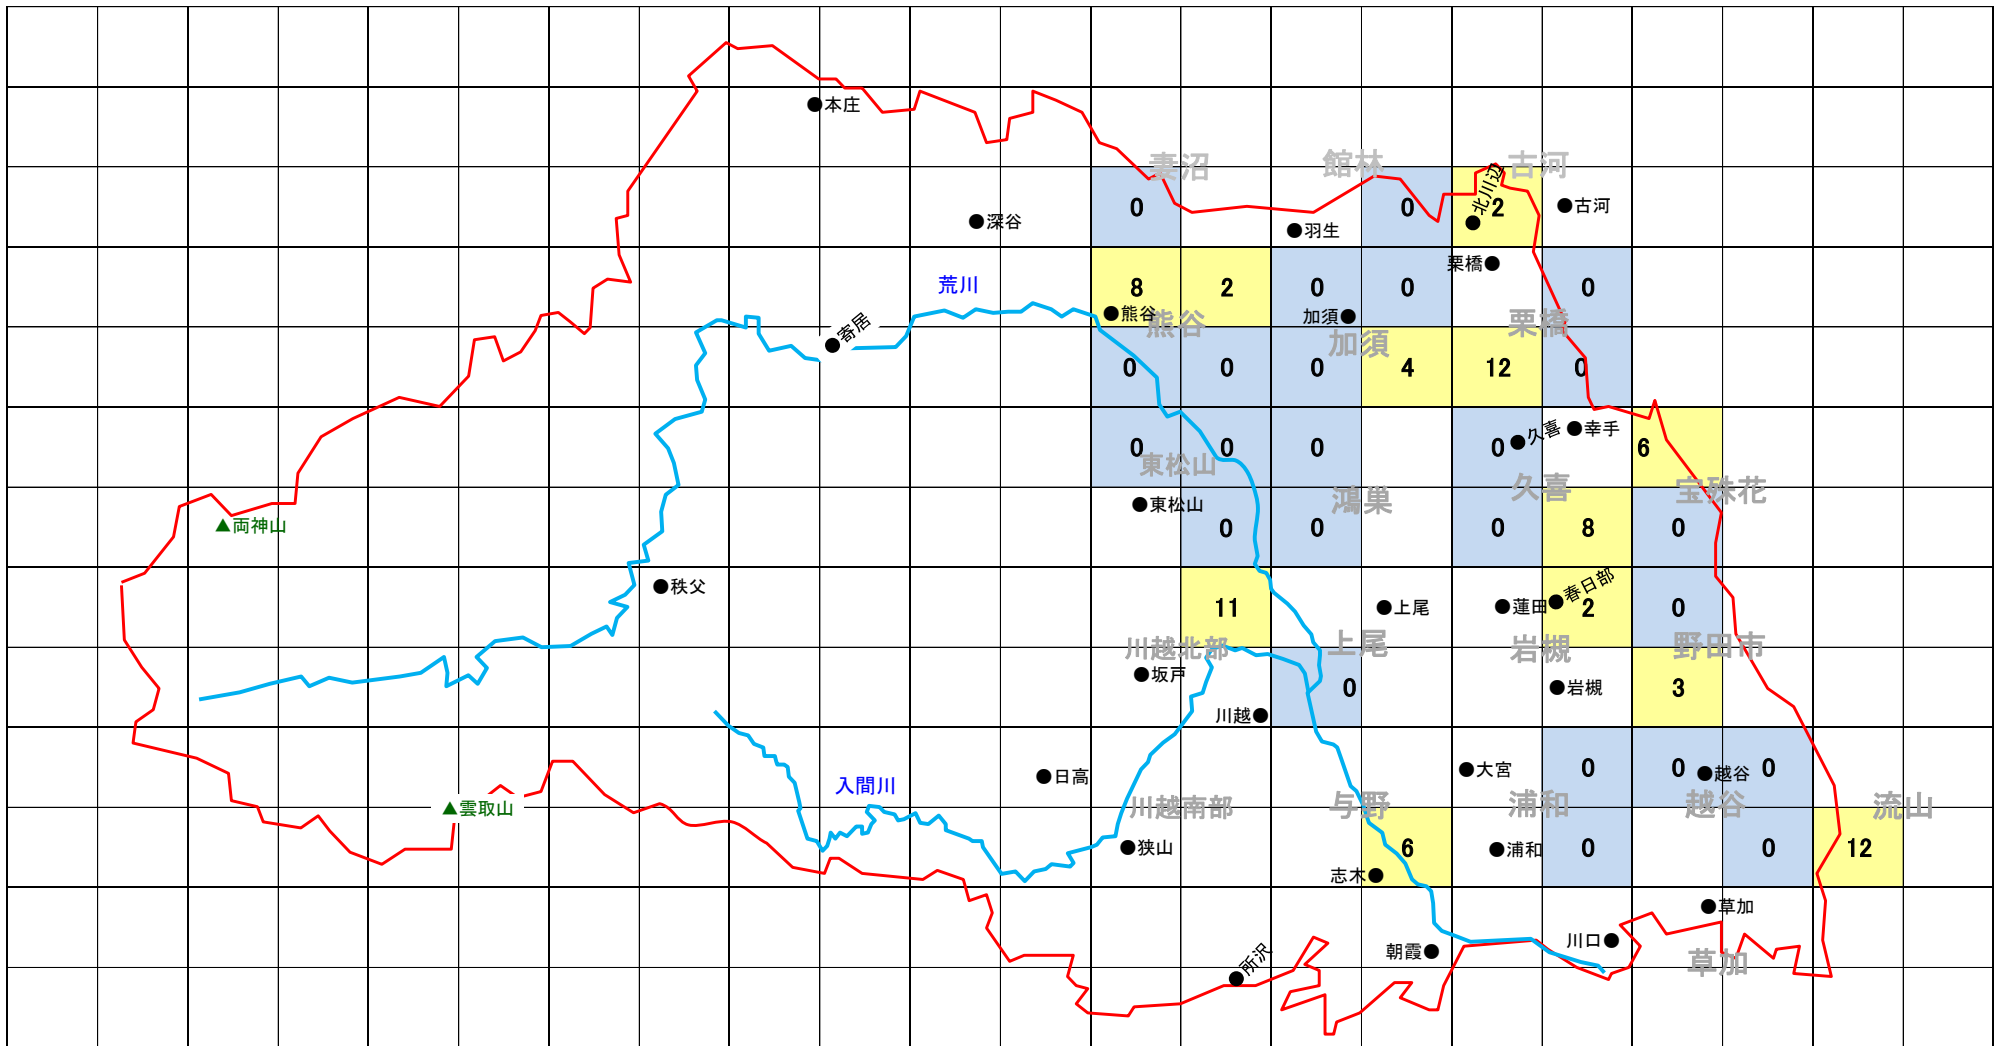 ●本庄
妻沼 館林 古河
0 0 2 北川辺
●深谷 ●羽生 ●古河
荒川 栗橋●
8 2 0 0 0
●熊谷 加須●
●寄居 熊谷 加須 栗橋
0 0 0 4 12 0
●久喜 ●幸手
0 0 0 0 6
東松山 鴻巣 久喜 宝珠花
●東松山
▲両神山
0 0 0 8 0
●秩父 ●上尾 ●蓮田 ●春日部
11 2 0
川越北部 上尾 岩槻 野田市
●坂戸 0 ●岩槻 3
川越●
●日高 ●大宮 0 0 ●越谷 0
入間川
▲雲取山 川越南部 与野 浦和 越谷 流山
●狭山 6 ●浦和 0 0 12
志木●
●草加
朝霞● 川口●
●所沢 草加